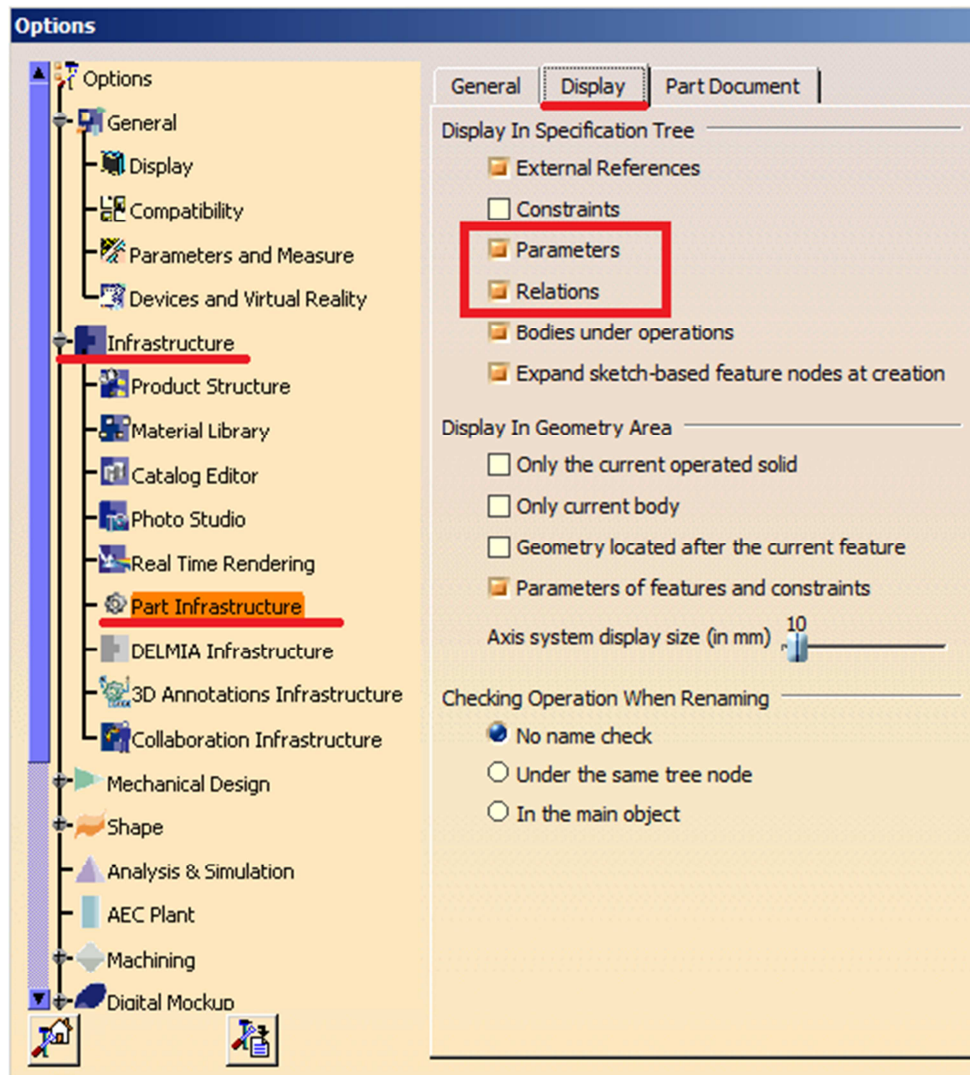 Options
Options
General
Display
Compatibility
Parameters and Measure
Devices and Virtual Reality
Infrastructure
Product Structure
Material Library
Catalog Editor
Photo Studio
Real Time Rendering
Part Infrastructure
DELMIA Infrastructure
3D Annotations Infrastructure
Collaboration Infrastructure
Mechanical Design
Shape
Analysis & Simulation
AEC Plant
Machining
Digital Mockup
General
Display
Part Document
Display In Specification Tree
External References
Constraints
Parameters
Relations
Bodies under operations
Expand sketch-based feature nodes at creation
Display In Geometry Area
Only the current operated solid
Only current body
Geometry located after the current feature
Parameters of features and constraints
Axis system display size (in mm) 10
Checking Operation When Renaming
No name check
Under the same tree node
In the main object